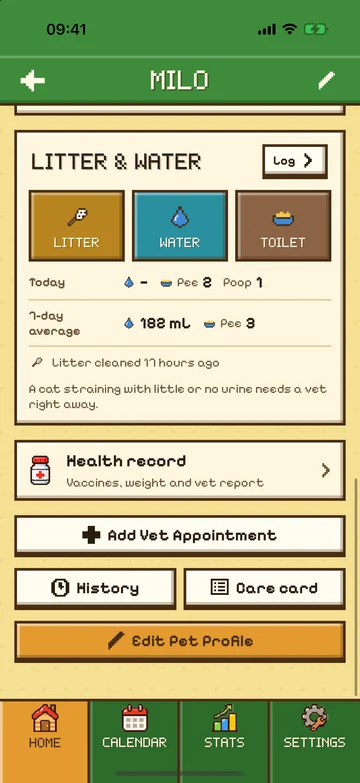 09:41
MILO
LITTER & WATER
Log
LITTER
WATER
TOILET
Today
-
Pee 2
Poop 1
7-day
average
182 mL
Pee 3
Litter cleaned 17 hours ago
A cat straining with little or no urine needs a vet
right away.
Health record
Vaccines, weight and vet report
Add Vet Appointment
History
Care card
Edit Pet Profile
HOME
CALENDAR
STATS
SETTINGS